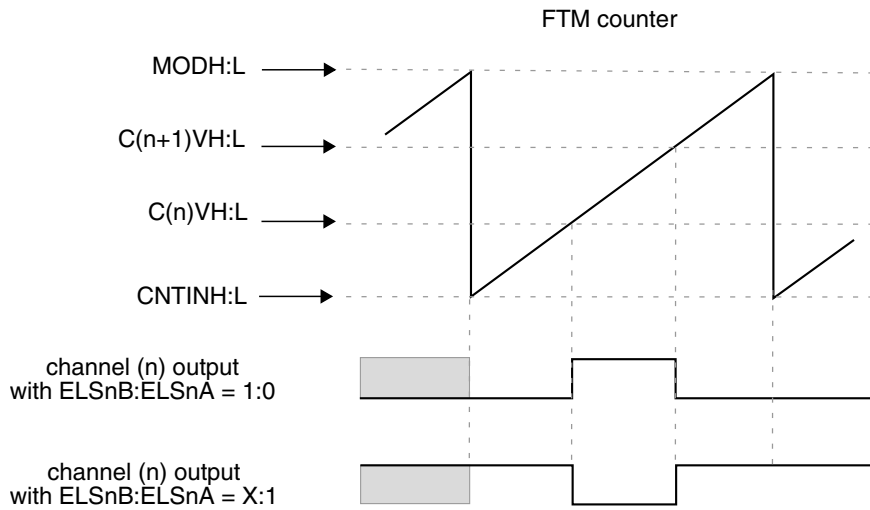 FTM counter
MODH:L
C(n+1)VH:L
C(n)VH:L
CNTINH:L
channel (n) output
with ELSnB:ELSnA = 1:0
channel (n) output
with ELSnB:ELSnA = X:1